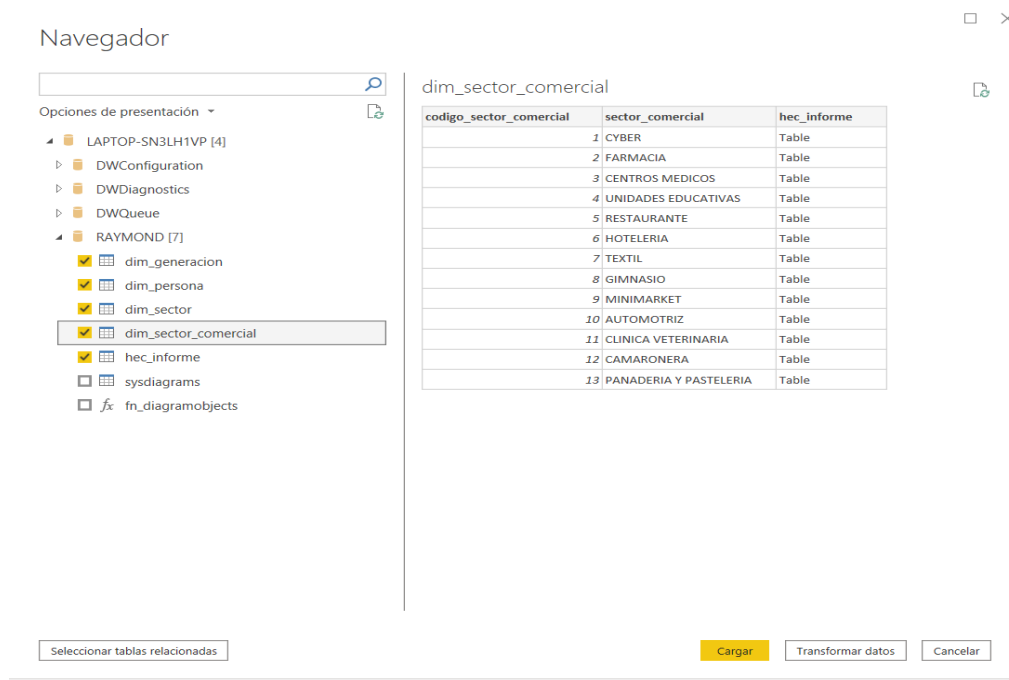 Navegador
Opciones de presentación
LAPTOP-SN3LH1VP [4]
DWConfiguration
DWDiagnostics
DWQueue
RAYMOND [7]
dim_generacion
dim_persona
dim_sector
dim_sector_comercial
hec_informe
sysdiagrams
fx fn_diagramobjects
dim_sector_comercial
codigo_sector_comercial sector_comercial hec_informe
1 CYBER Table
2 FARMACIA Table
3 CENTROS MEDICOS Table
4 UNIDADES EDUCATIVAS Table
5 RESTAURANTE Table
6 HOTELERIA Table
7 TEXTIL Table
8 GIMNASIO Table
9 MINIMARKET Table
10 AUTOMOTRIZ Table
11 CLINICA VETERINARIA Table
12 CAMARONERA Table
13 PANADERIA Y PASTELERIA Table
Seleccionar tablas relacionadas
Cargar
Transformar datos
Cancelar